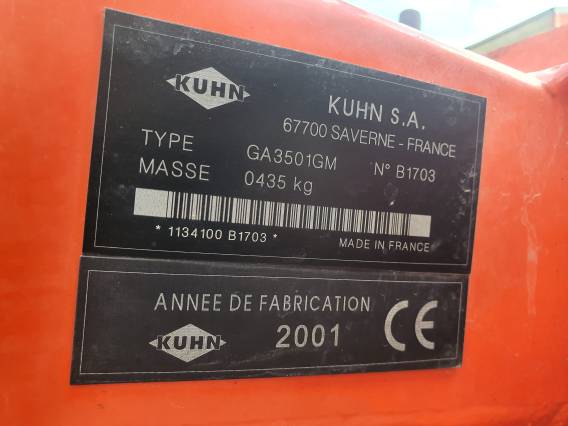 KUHN
KUHN S.A.
67700 SAVERNE - FRANCE
TYPE GA3501GM N° B1703
MASSE 0435 kg
* 1134100 B1703 *
MADE IN FRANCE
ANNEE DE FABRICATION
KUHN 2001 CE